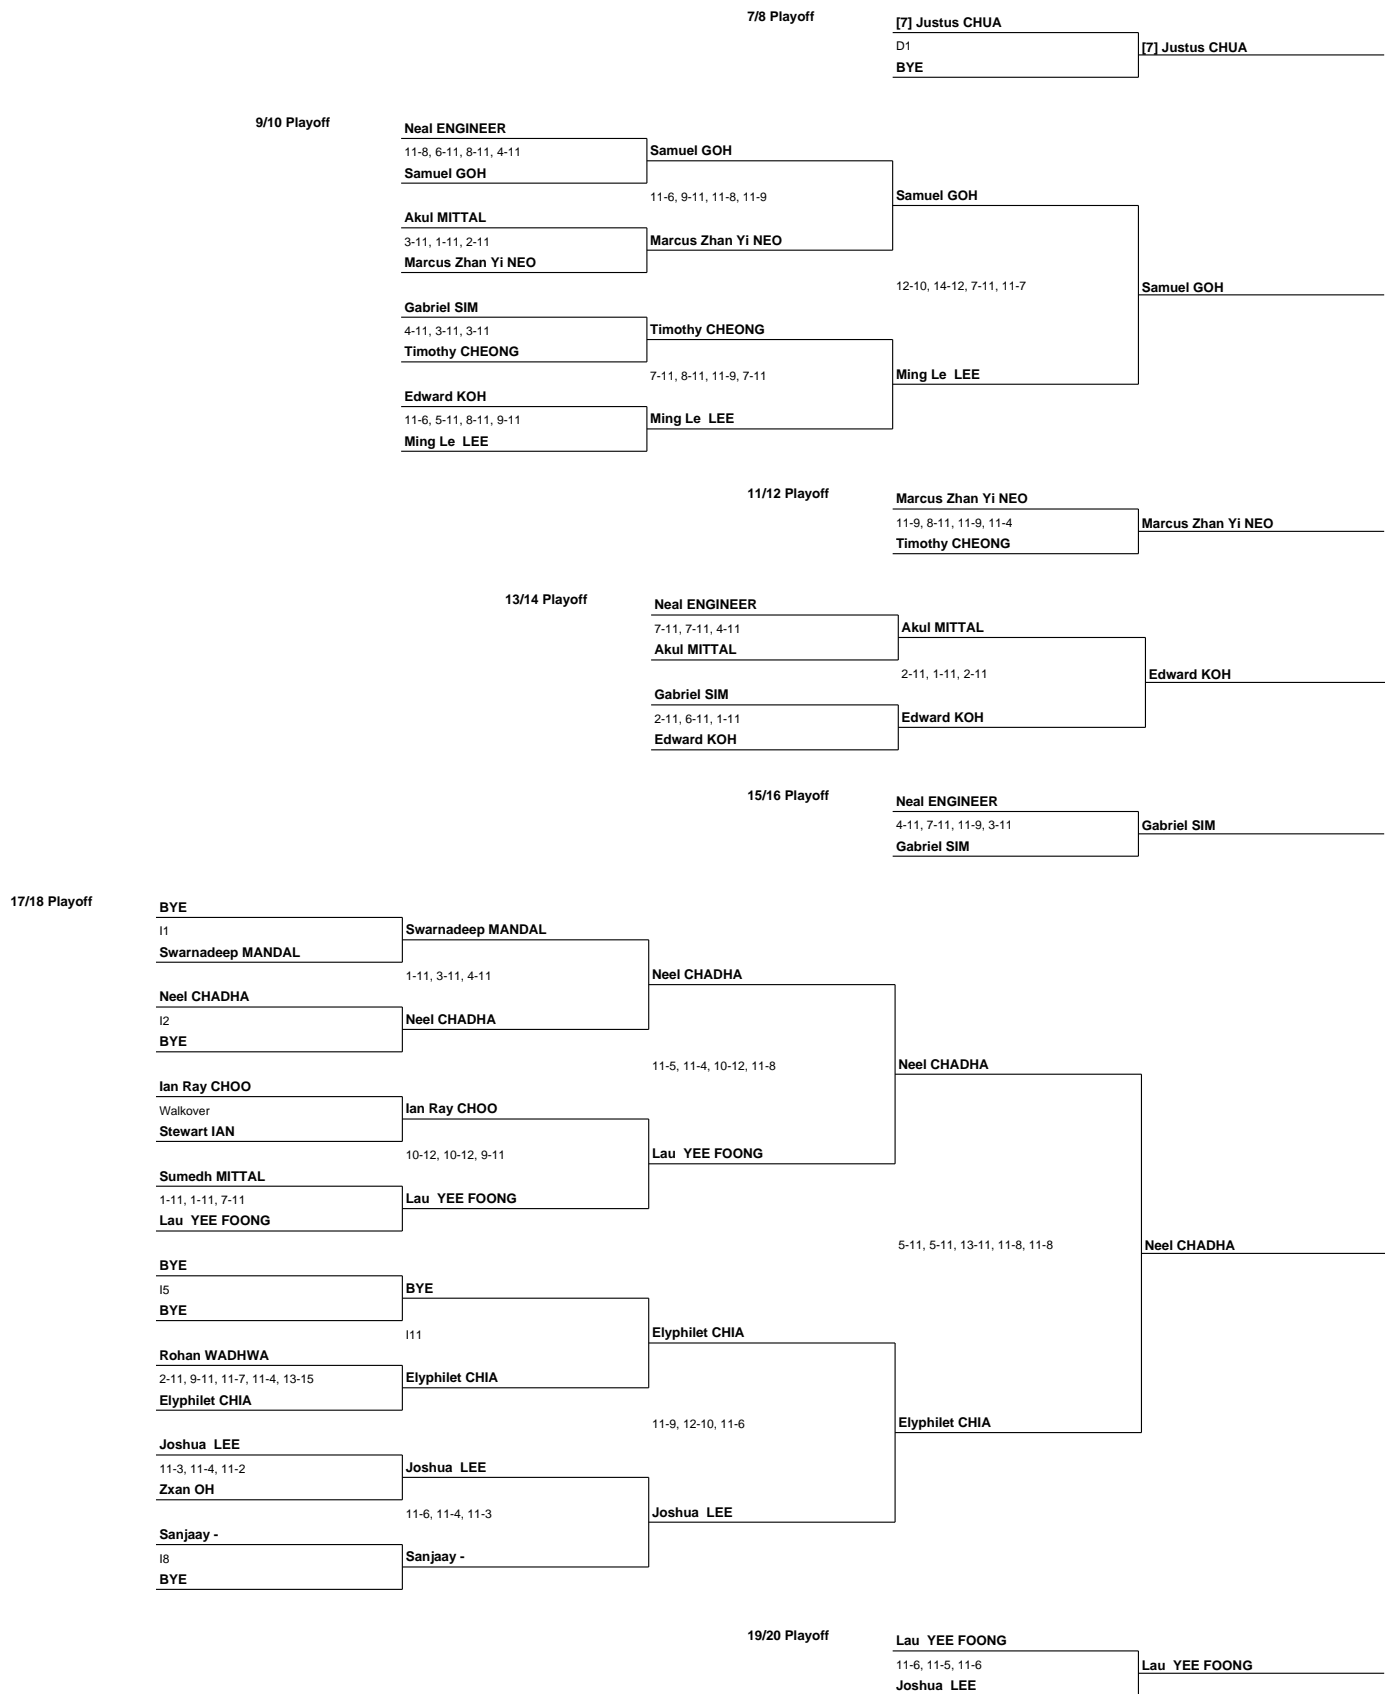 7/8 Playoff
[7] Justus CHUA
D1
BYE
[7] Justus CHUA
9/10 Playoff
Neal ENGINEER
11-8, 6-11, 8-11, 4-11
Samuel GOH
Samuel GOH
11-6, 9-11, 11-8, 11-9
Samuel GOH
Akul MITTAL
3-11, 1-11, 2-11
Marcus Zhan Yi NEO
Marcus Zhan Yi NEO
12-10, 14-12, 7-11, 11-7
Samuel GOH
Gabriel SIM
4-11, 3-11, 3-11
Timothy CHEONG
Timothy CHEONG
7-11, 8-11, 11-9, 7-11
Ming Le LEE
Edward KOH
11-6, 5-11, 8-11, 9-11
Ming Le LEE
Ming Le LEE
11/12 Playoff
Marcus Zhan Yi NEO
11-9, 8-11, 11-9, 11-4
Timothy CHEONG
Marcus Zhan Yi NEO
13/14 Playoff
Neal ENGINEER
7-11, 7-11, 4-11
Akul MITTAL
Akul MITTAL
2-11, 1-11, 2-11
Edward KOH
Gabriel SIM
2-11, 6-11, 1-11
Edward KOH
Edward KOH
15/16 Playoff
Neal ENGINEER
4-11, 7-11, 11-9, 3-11
Gabriel SIM
Gabriel SIM
17/18 Playoff
BYE
I1
Swarnadeep MANDAL
Swarnadeep MANDAL
1-11, 3-11, 4-11
Neel CHADHA
Neel CHADHA
I2
BYE
Neel CHADHA
11-5, 11-4, 10-12, 11-8
Neel CHADHA
Ian Ray CHOO
Walkover
Stewart IAN
Ian Ray CHOO
10-12, 10-12, 9-11
Lau YEE FOONG
Sumedh MITTAL
1-11, 1-11, 7-11
Lau YEE FOONG
Lau YEE FOONG
5-11, 5-11, 13-11, 11-8, 11-8
Neel CHADHA
BYE
I5
BYE
BYE
I11
Elyphilet CHIA
Rohan WADHWA
2-11, 9-11, 11-7, 11-4, 13-15
Elyphilet CHIA
Elyphilet CHIA
11-9, 12-10, 11-6
Elyphilet CHIA
Joshua LEE
11-3, 11-4, 11-2
Zxan OH
Joshua LEE
11-6, 11-4, 11-3
Joshua LEE
Sanjaay -
I8
BYE
Sanjaay -
19/20 Playoff
Lau YEE FOONG
11-6, 11-5, 11-6
Joshua LEE
Lau YEE FOONG